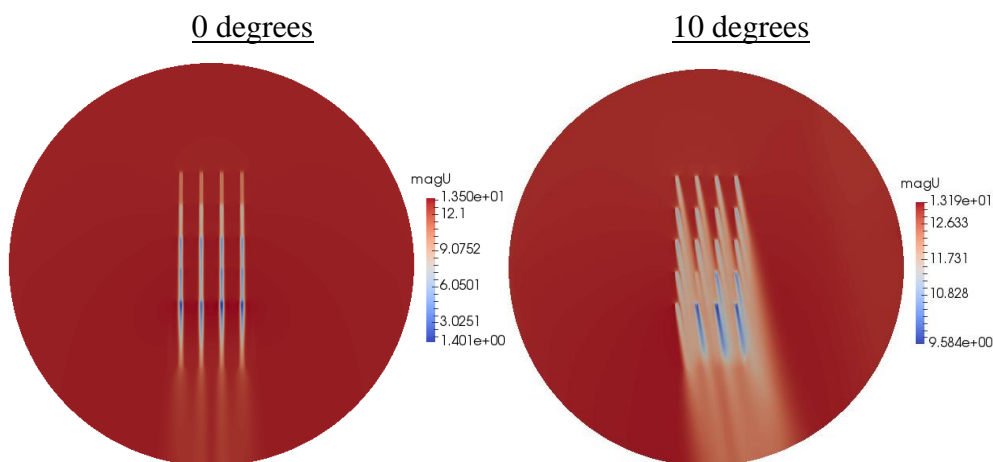 0 degrees
10 degrees
magU
1.350e+01
12.1
9.0752
6.0501
3.0251
1.401e+00
magU
1.319e+01
12.633
11.731
10.828
9.584e+00